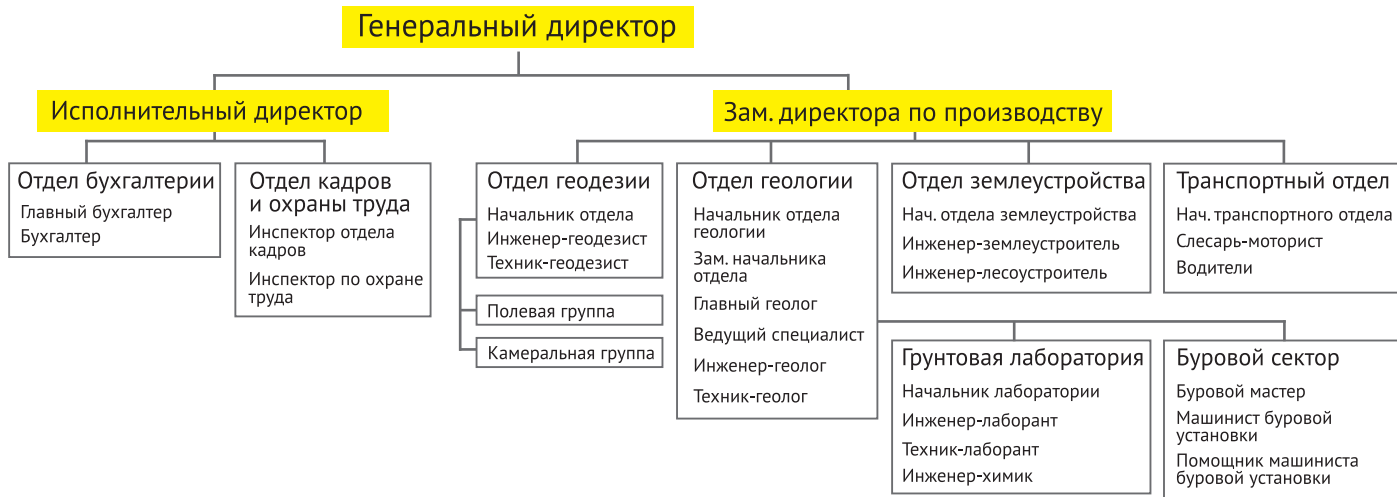 Генеральный директор
Исполнительный директор
Зам. директора по производству
Отдел бухгалтерии
Главный бухгалтер
Бухгалтер
Отдел кадров
и охраны труда
Инспектор отдела
кадров
Инспектор по охране
труда
Отдел геодезии
Начальник отдела
Инженер-геодезист
Техник-геодезист
Полевая группа
Камеральная группа
Отдел геологии
Начальник отдела
геологии
Зам. начальника
отдела
Главный геолог
Ведущий специалист
Инженер-геолог
Техник-геолог
Отдел землеустройства
Нач. отдела землеустройства
Инженер-землеустроитель
Инженер-лесоустроитель
Транспортный отдел
Нач. транспортного отдела
Слесарь-моторист
Водители
Грунтовая лаборатория
Начальник лаборатории
Инженер-лаборант
Техник-лаборант
Инженер-химик
Буровой сектор
Буровой мастер
Машинист буровой
установки
Помощник машиниста
буровой установки